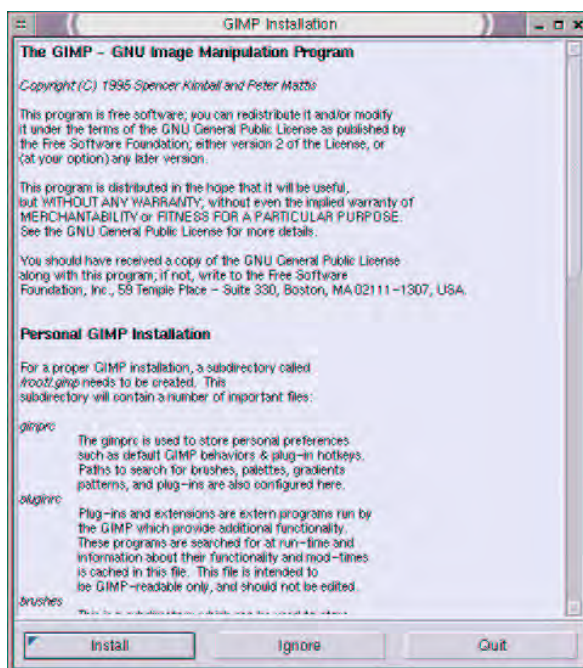 GIMP Installation
The GIMP - GNU Image Manipulation Program
Copyright (C) 1995 Spencer Kimball and Peter Mattis
This program is free software; you can redistribute it and/or modify
it under the terms of the GNU General Public License as published by
the Free Software Foundation; either version 2 of the License, or
(at your option) any later version.
This program is distributed in the hope that it will be useful,
but WITHOUT ANY WARRANTY; without even the implied warranty of
MERCHANTABILITY or FITNESS FOR A PARTICULAR PURPOSE.
See the GNU General Public License for more details.
You should have received a copy of the GNU General Public License
along with this program; if not, write to the Free Software
Foundation, Inc., 59 Temple Place - Suite 330, Boston, MA 02111-1307, USA.
Personal GIMP Installation
For a proper GIMP installation, a subdirectory called
/root/.gimp needs to be created. This
subdirectory will contain a number of important files:
gimprc
The gimprc is used to store personal preferences
such as default GIMP behaviors & plug-in hotkeys.
Paths to search for brushes, palettes, gradients
patterns, and plug-ins are also configured here.
pluginrc
Plug-ins and extensions are extern programs run by
the GIMP which provide additional functionality.
These programs are searched for at run-time and
information about their functionality and mod-times
is cached in this file. This file is intended to
be GIMP-readable only, and should not be edited.
brushes
This is a subdirectory which can be used to store
Install
Ignore
Quit